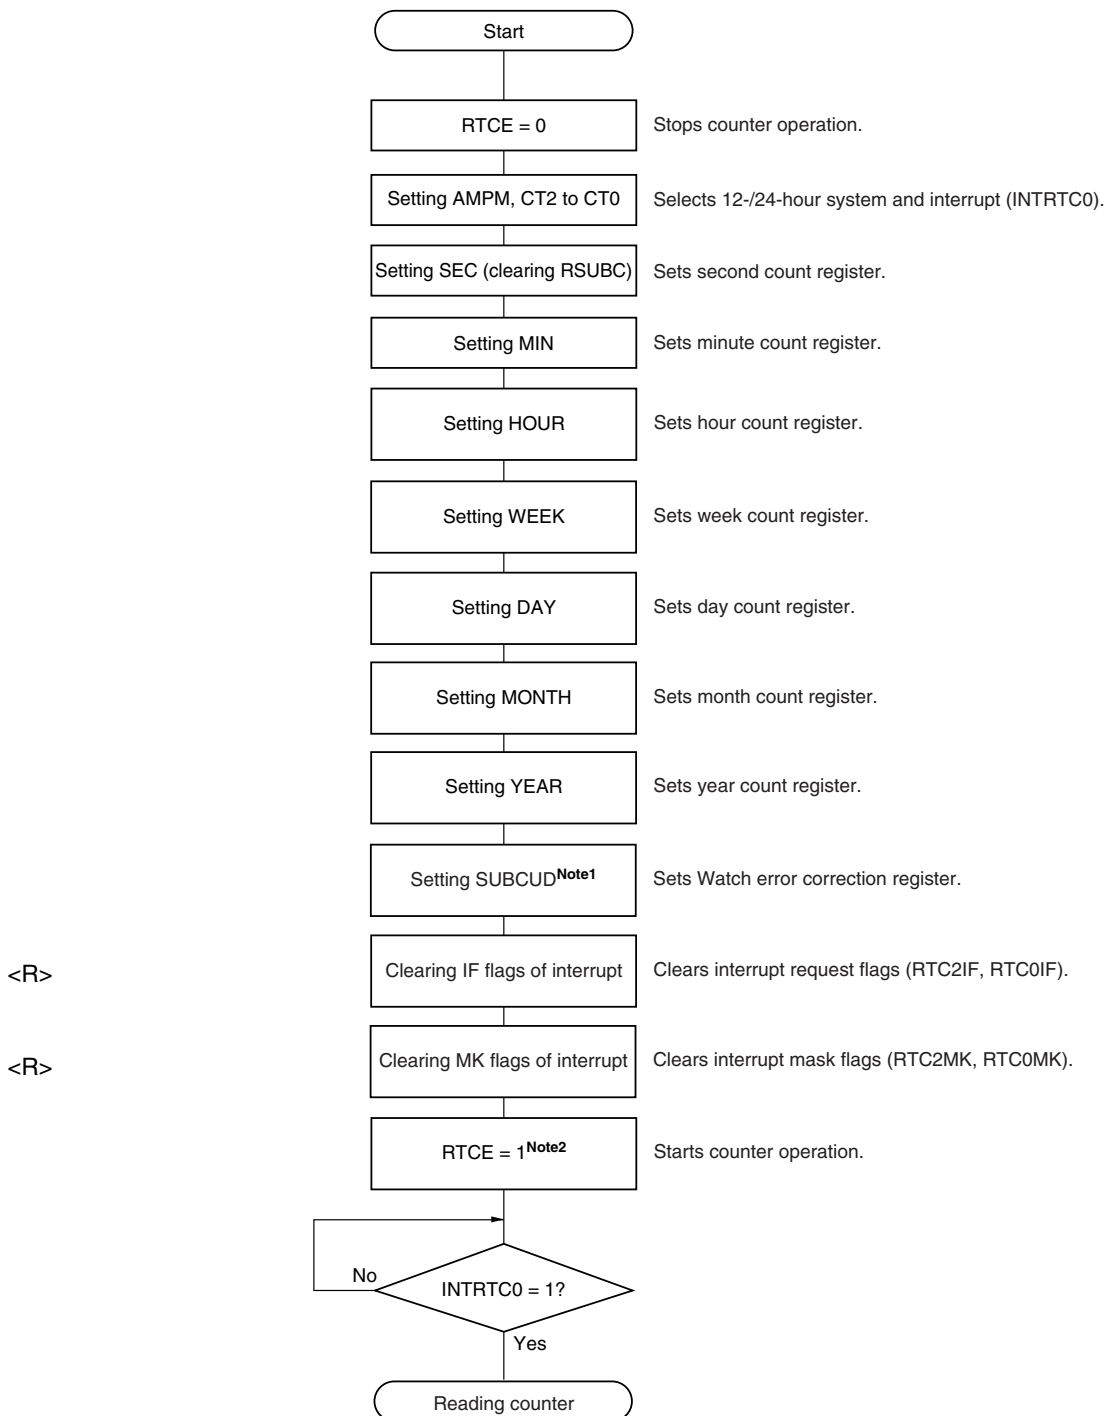 Start
RTCE = 0
Stops counter operation.
Setting AMPM, CT2 to CT0
Selects 12-/24-hour system and interrupt (INTRTC0).
Setting SEC (clearing RSUBC)
Sets second count register.
Setting MIN
Sets minute count register.
Setting HOUR
Sets hour count register.
Setting WEEK
Sets week count register.
Setting DAY
Sets day count register.
Setting MONTH
Sets month count register.
Setting YEAR
Sets year count register.
Setting SUBCUDNote1
Sets Watch error correction register.
<R>
Clearing IF flags of interrupt
Clears interrupt request flags (RTC2IF, RTC0IF).
<R>
Clearing MK flags of interrupt
Clears interrupt mask flags (RTC2MK, RTC0MK).
RTCE = 1Note2
Starts counter operation.
No
INTRTC0 = 1?
Yes
Reading counter